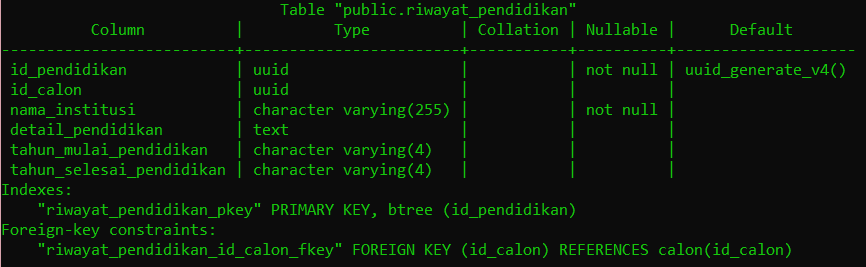 Table "public.riwayat_pendidikan"
Column | Type | Collation | Nullable | Default
-------------------------+------------------------+-----------+----------+--------------------
id_pendidikan | uuid | | not null | uuid_generate_v4()
id_calon | uuid | | |
nama_institusi | character varying(255) | | not null |
detail_pendidikan | text | | |
tahun_mulai_pendidikan | character varying(4) | | |
tahun_selesai_pendidikan | character varying(4) | | |
Indexes:
"riwayat_pendidikan_pkey" PRIMARY KEY, btree (id_pendidikan)
Foreign-key constraints:
"riwayat_pendidikan_id_calon_fkey" FOREIGN KEY (id_calon) REFERENCES calon(id_calon)